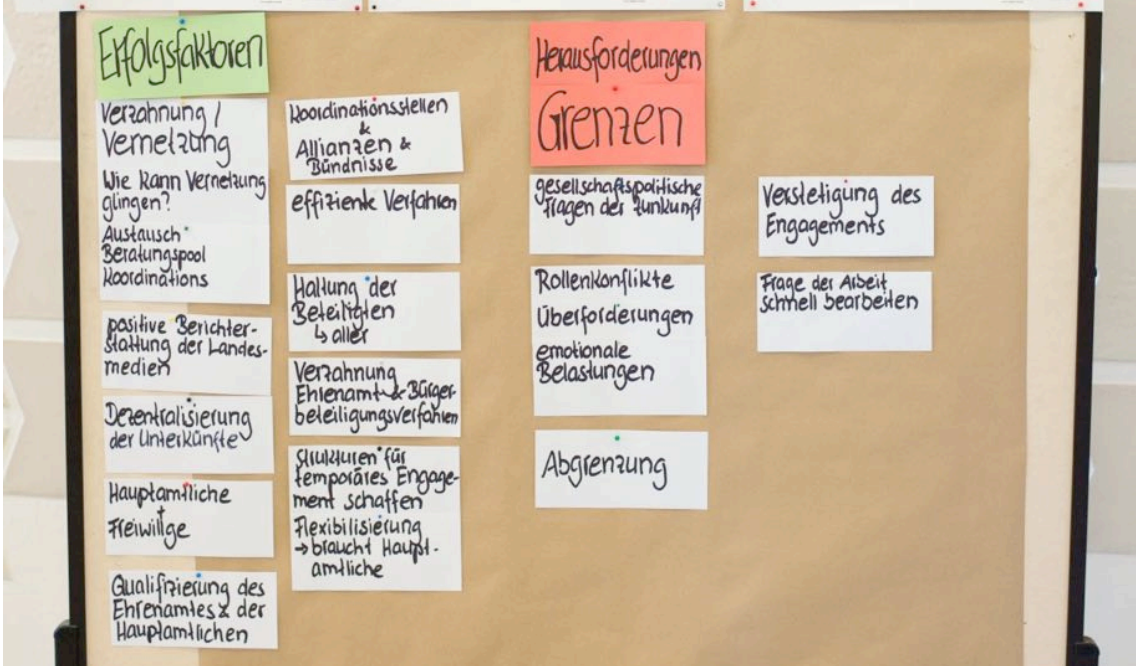 Erfolgsfaktoren
Verzahnung /
Vernetzung
Wie kann Vernetzung
glingen?
Austausch
Beratungspool
Koordinations
positive Berichter-
stattung der Landes-
medien
Dezentralisierung
der Unterkünfte
Hauptamtliche
+
Freiwillge
Qualifizierung des
Ehrenamtes & der
Hauptamtlichen
Koordinationsstellen
&
Allianzen &
Bündnisse
effiziente Verfahren
Haltung der
Beteiligten
↳ aller
Verzahnung
Ehrenamt & Bürger-
beteiligungsverfahren
Strukturen für
temporäres Engage-
ment schaffen
Flexibilisierung
→ braucht Haupt-
amtliche
Herausforderungen
Grenzen
gesellschaftspolitische
Fragen der Zunkunft
Rollenkonflikte
Überforderungen
emotionale
Belastungen
Abgrenzung
Verstetigung des
Engagements
Frage der Arbeit
schnell bearbeiten